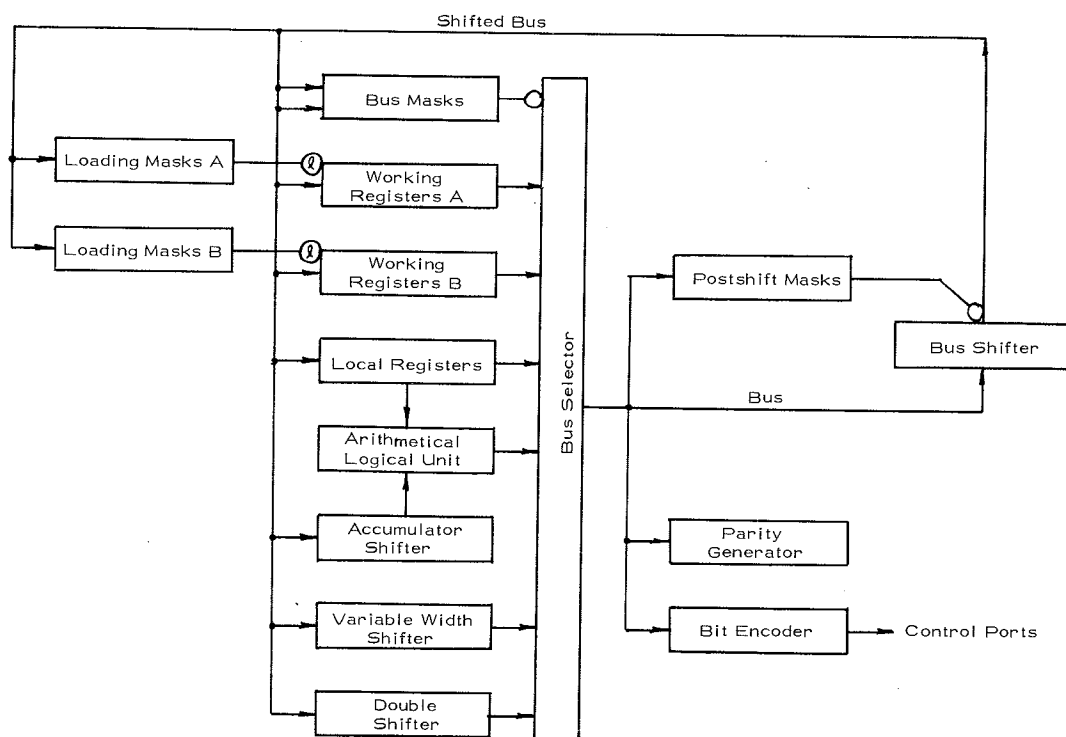 Shifted Bus
Bus Masks
Loading Masks A
ℓ
Working
Registers A
Loading Masks B
ℓ
Working
Registers B
Postshift Masks
Bus Shifter
Local Registers
Bus Selector
Bus
Arithmetical
Logical Unit
Accumulator
Shifter
Parity
Generator
Variable Width
Shifter
Bit Encoder
Control Ports
Double
Shifter